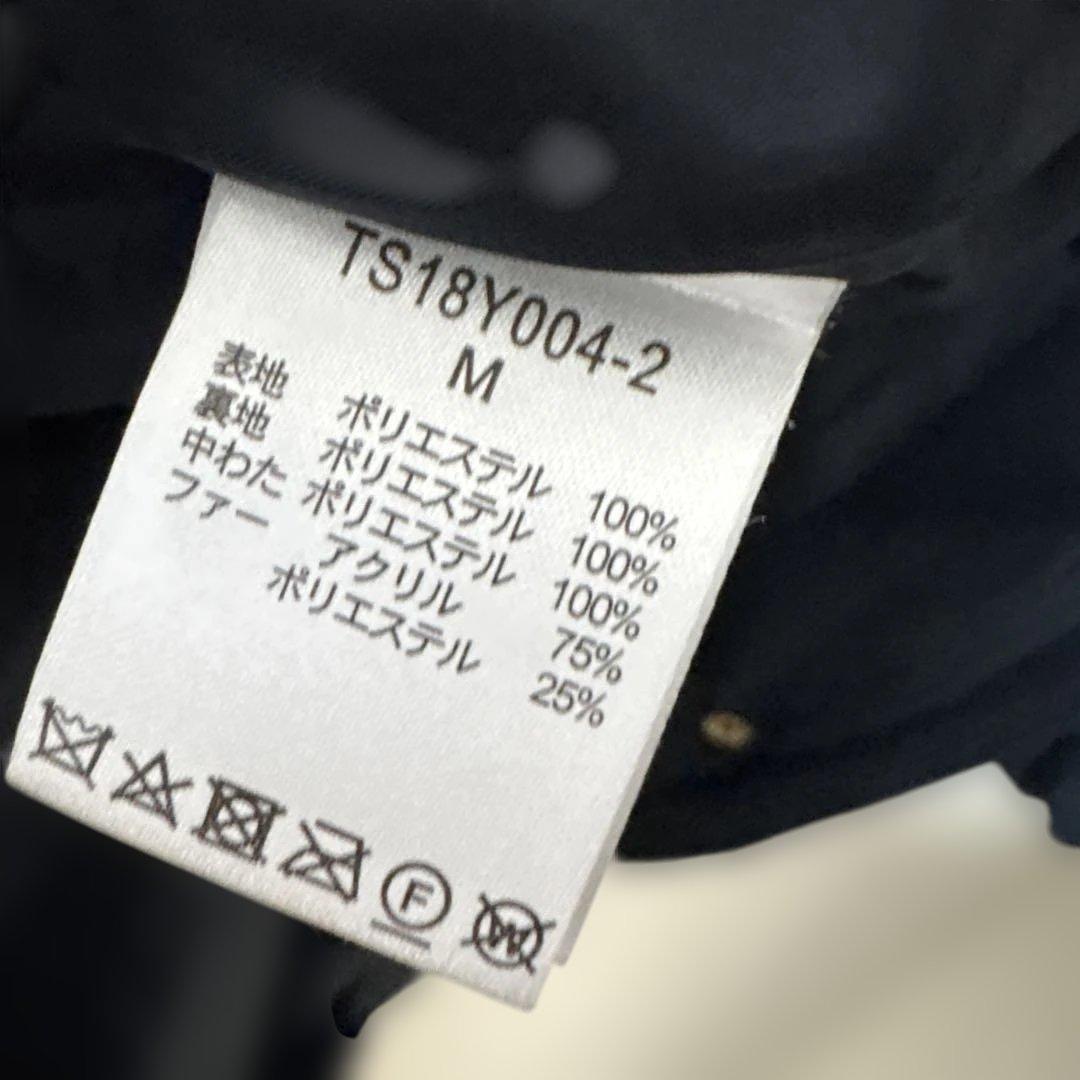 TS18Y004-2
M
表地 ポリエステル 100%
裏地 ポリエステル 100%
中わた ポリエステル 100%
ファー アクリル 75%
ポリエステル 25%
F
W